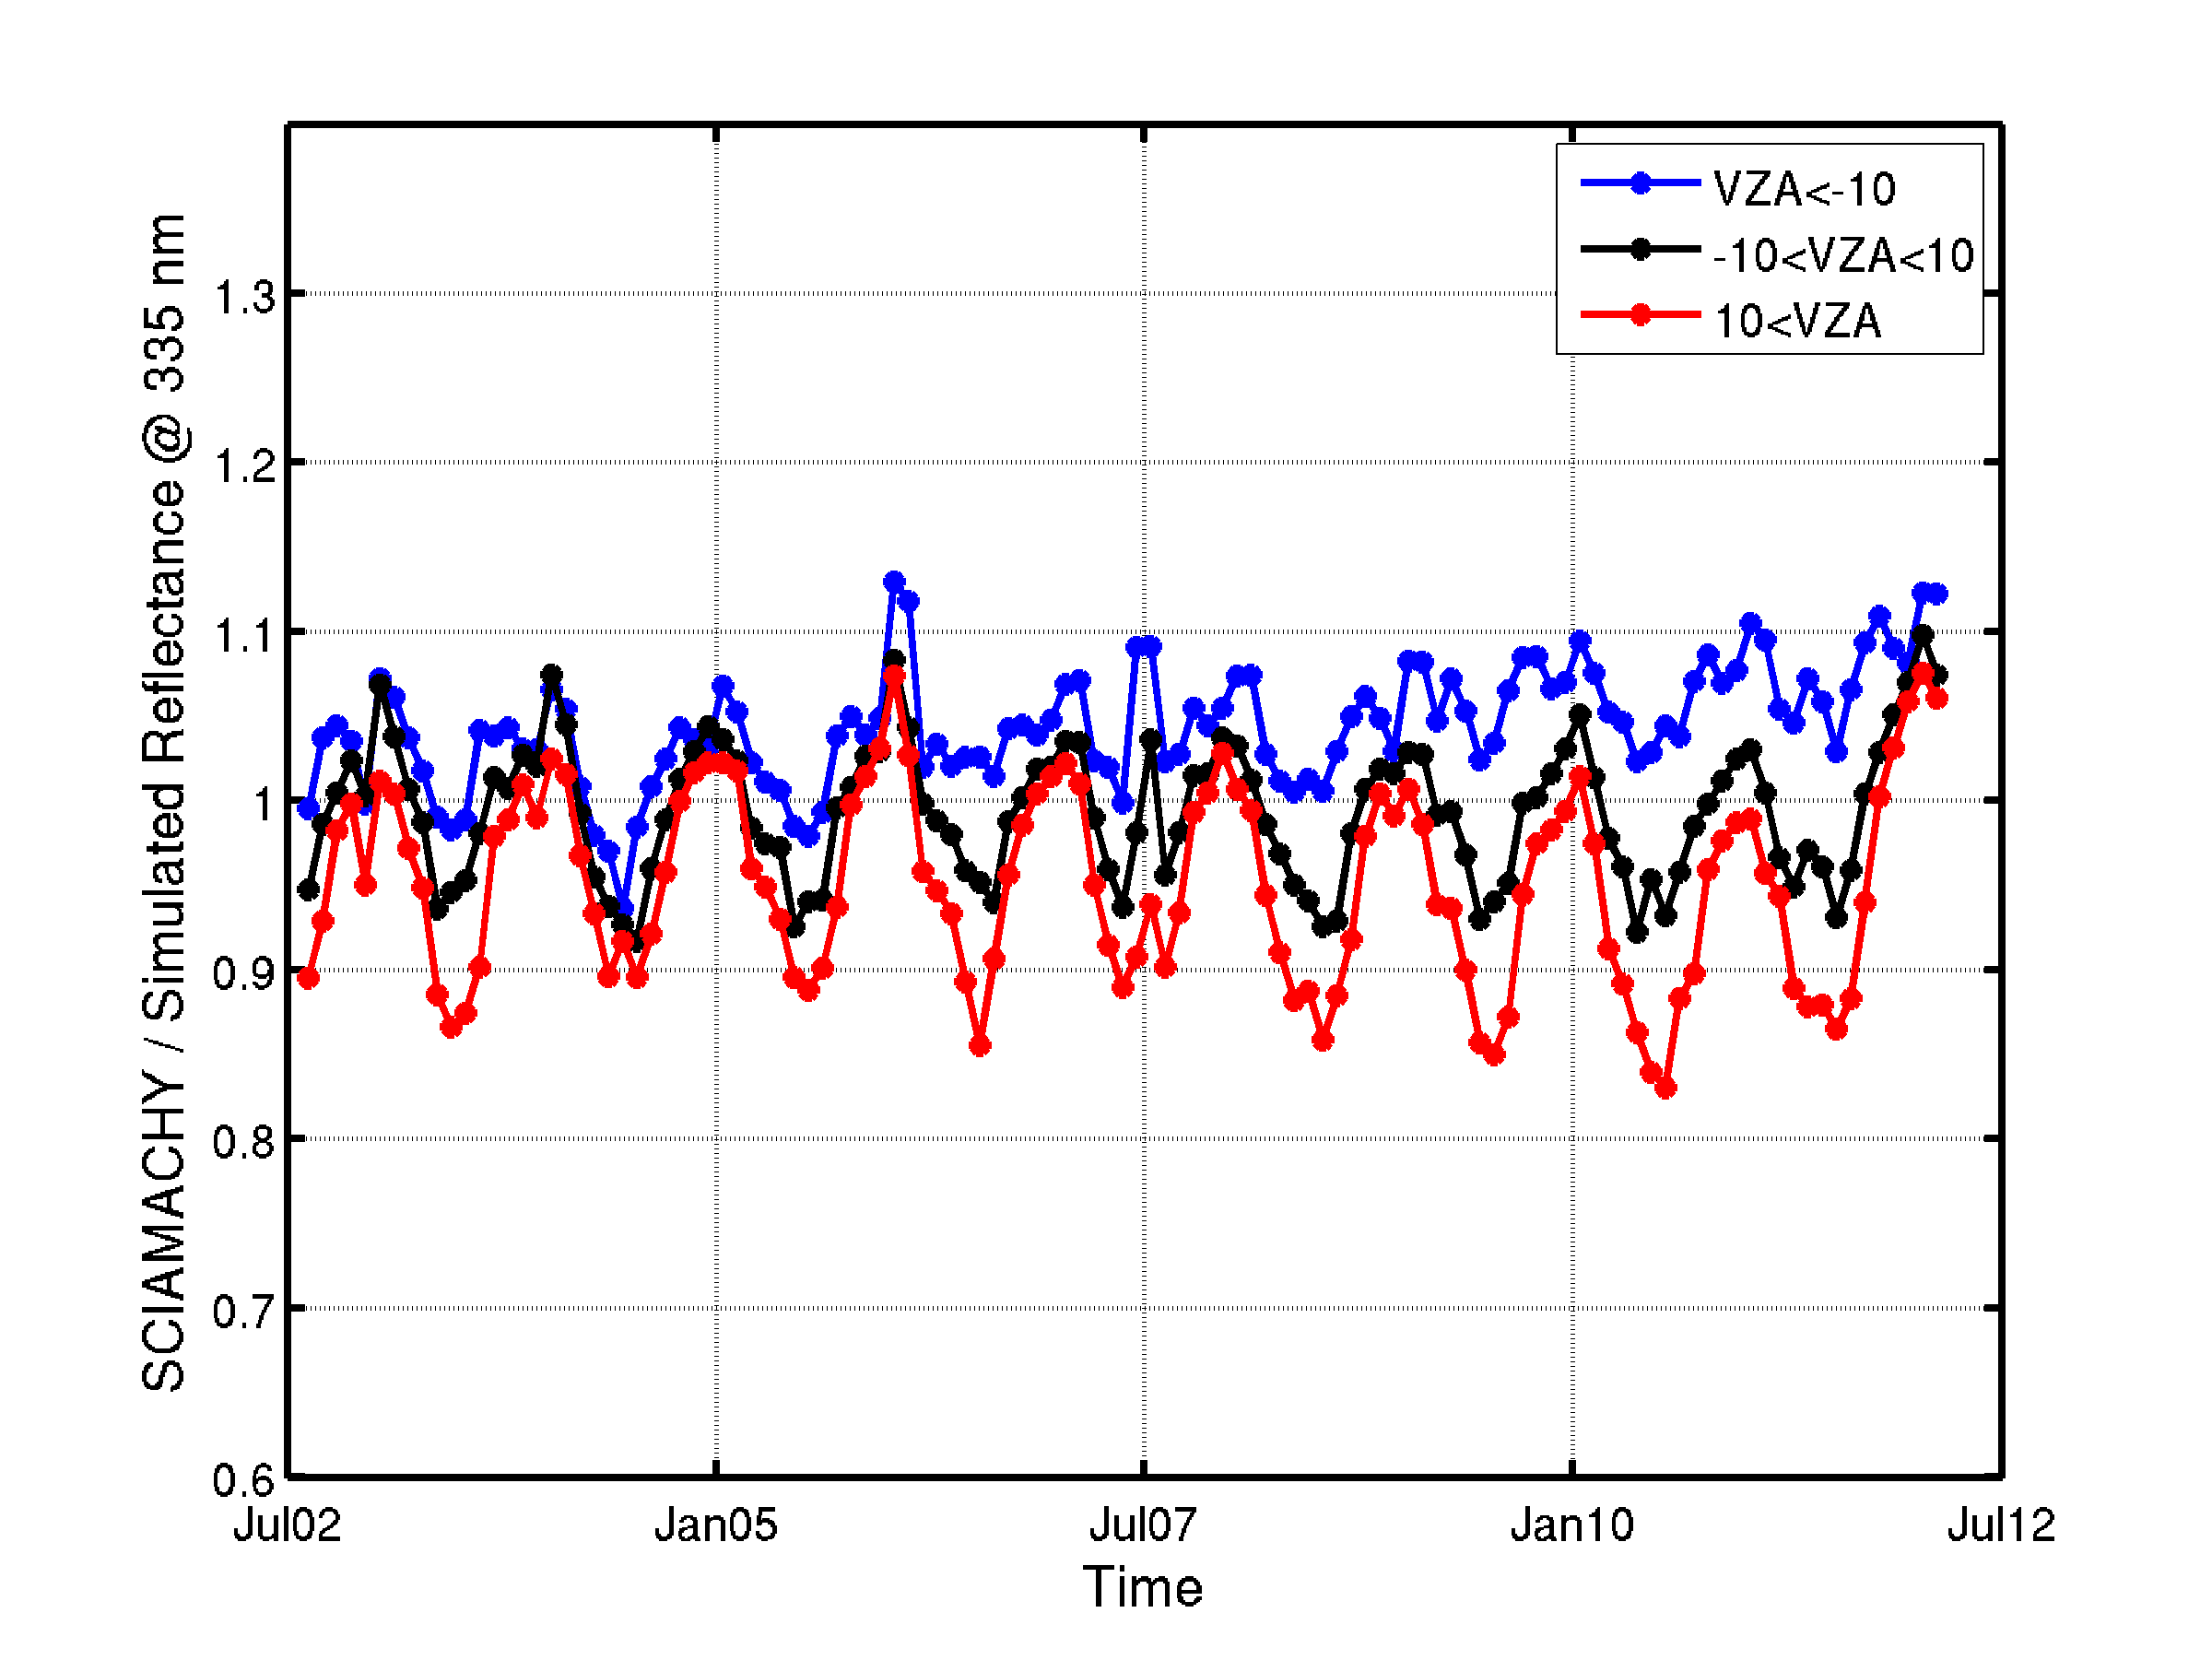 VZA<-10
-10<VZA<10
10<VZA
SCIAMACHY / Simulated Reflectance @ 335 nm
1.3
1.2
1.1
1
0.9
0.8
0.7
0.6
Jul02
Jan05
Jul07
Jan10
Jul12
Time